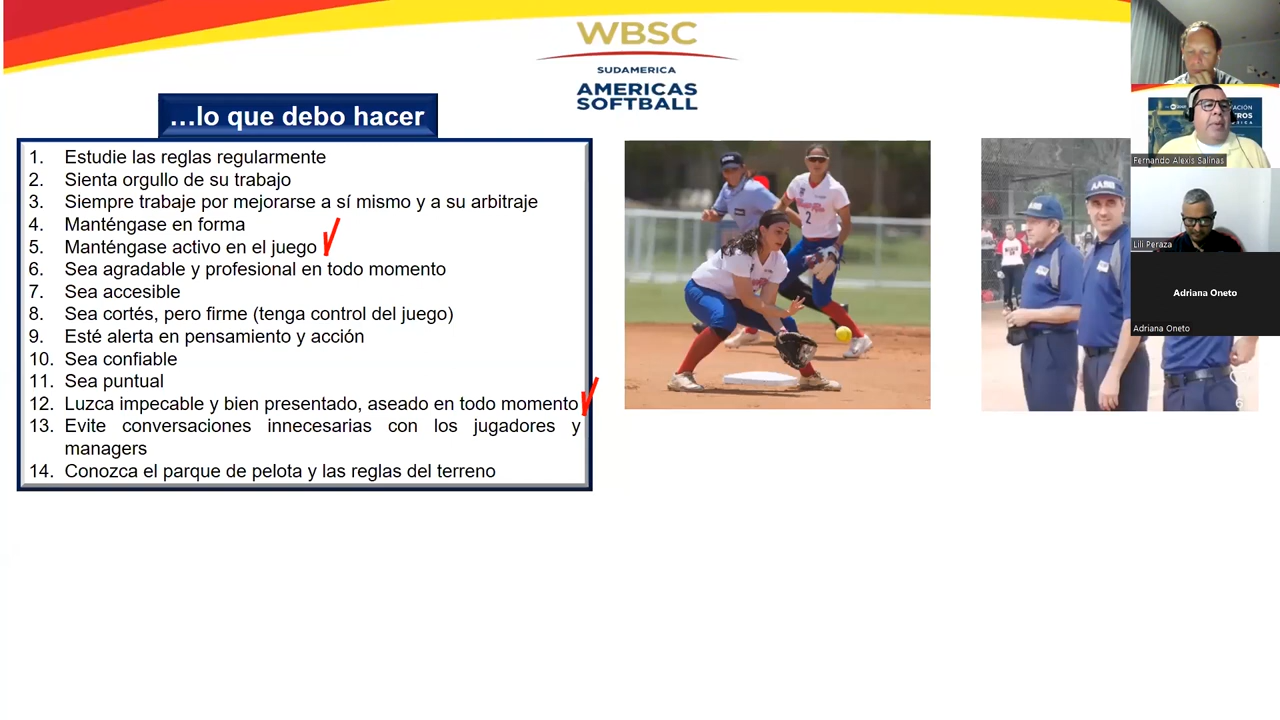 WBSC
SUDAMERICA
AMERICAS
SOFTBALL
…lo que debo hacer
1. Estudie las reglas regularmente
2. Sienta orgullo de su trabajo
3. Siempre trabaje por mejorarse a sí mismo y a su arbitraje
4. Manténgase en forma
5. Manténgase activo en el juego
6. Sea agradable y profesional en todo momento
7. Sea accesible
8. Sea cortés, pero firme (tenga control del juego)
9. Esté alerta en pensamiento y acción
10. Sea confiable
11. Sea puntual
12. Luzca impecable y bien presentado, aseado en todo momento
13. Evite conversaciones innecesarias con los jugadores y
managers
14. Conozca el parque de pelota y las reglas del terreno
2
6
Fernando Alexis Salinas
Lili Peraza
Adriana Oneto
Adriana Oneto